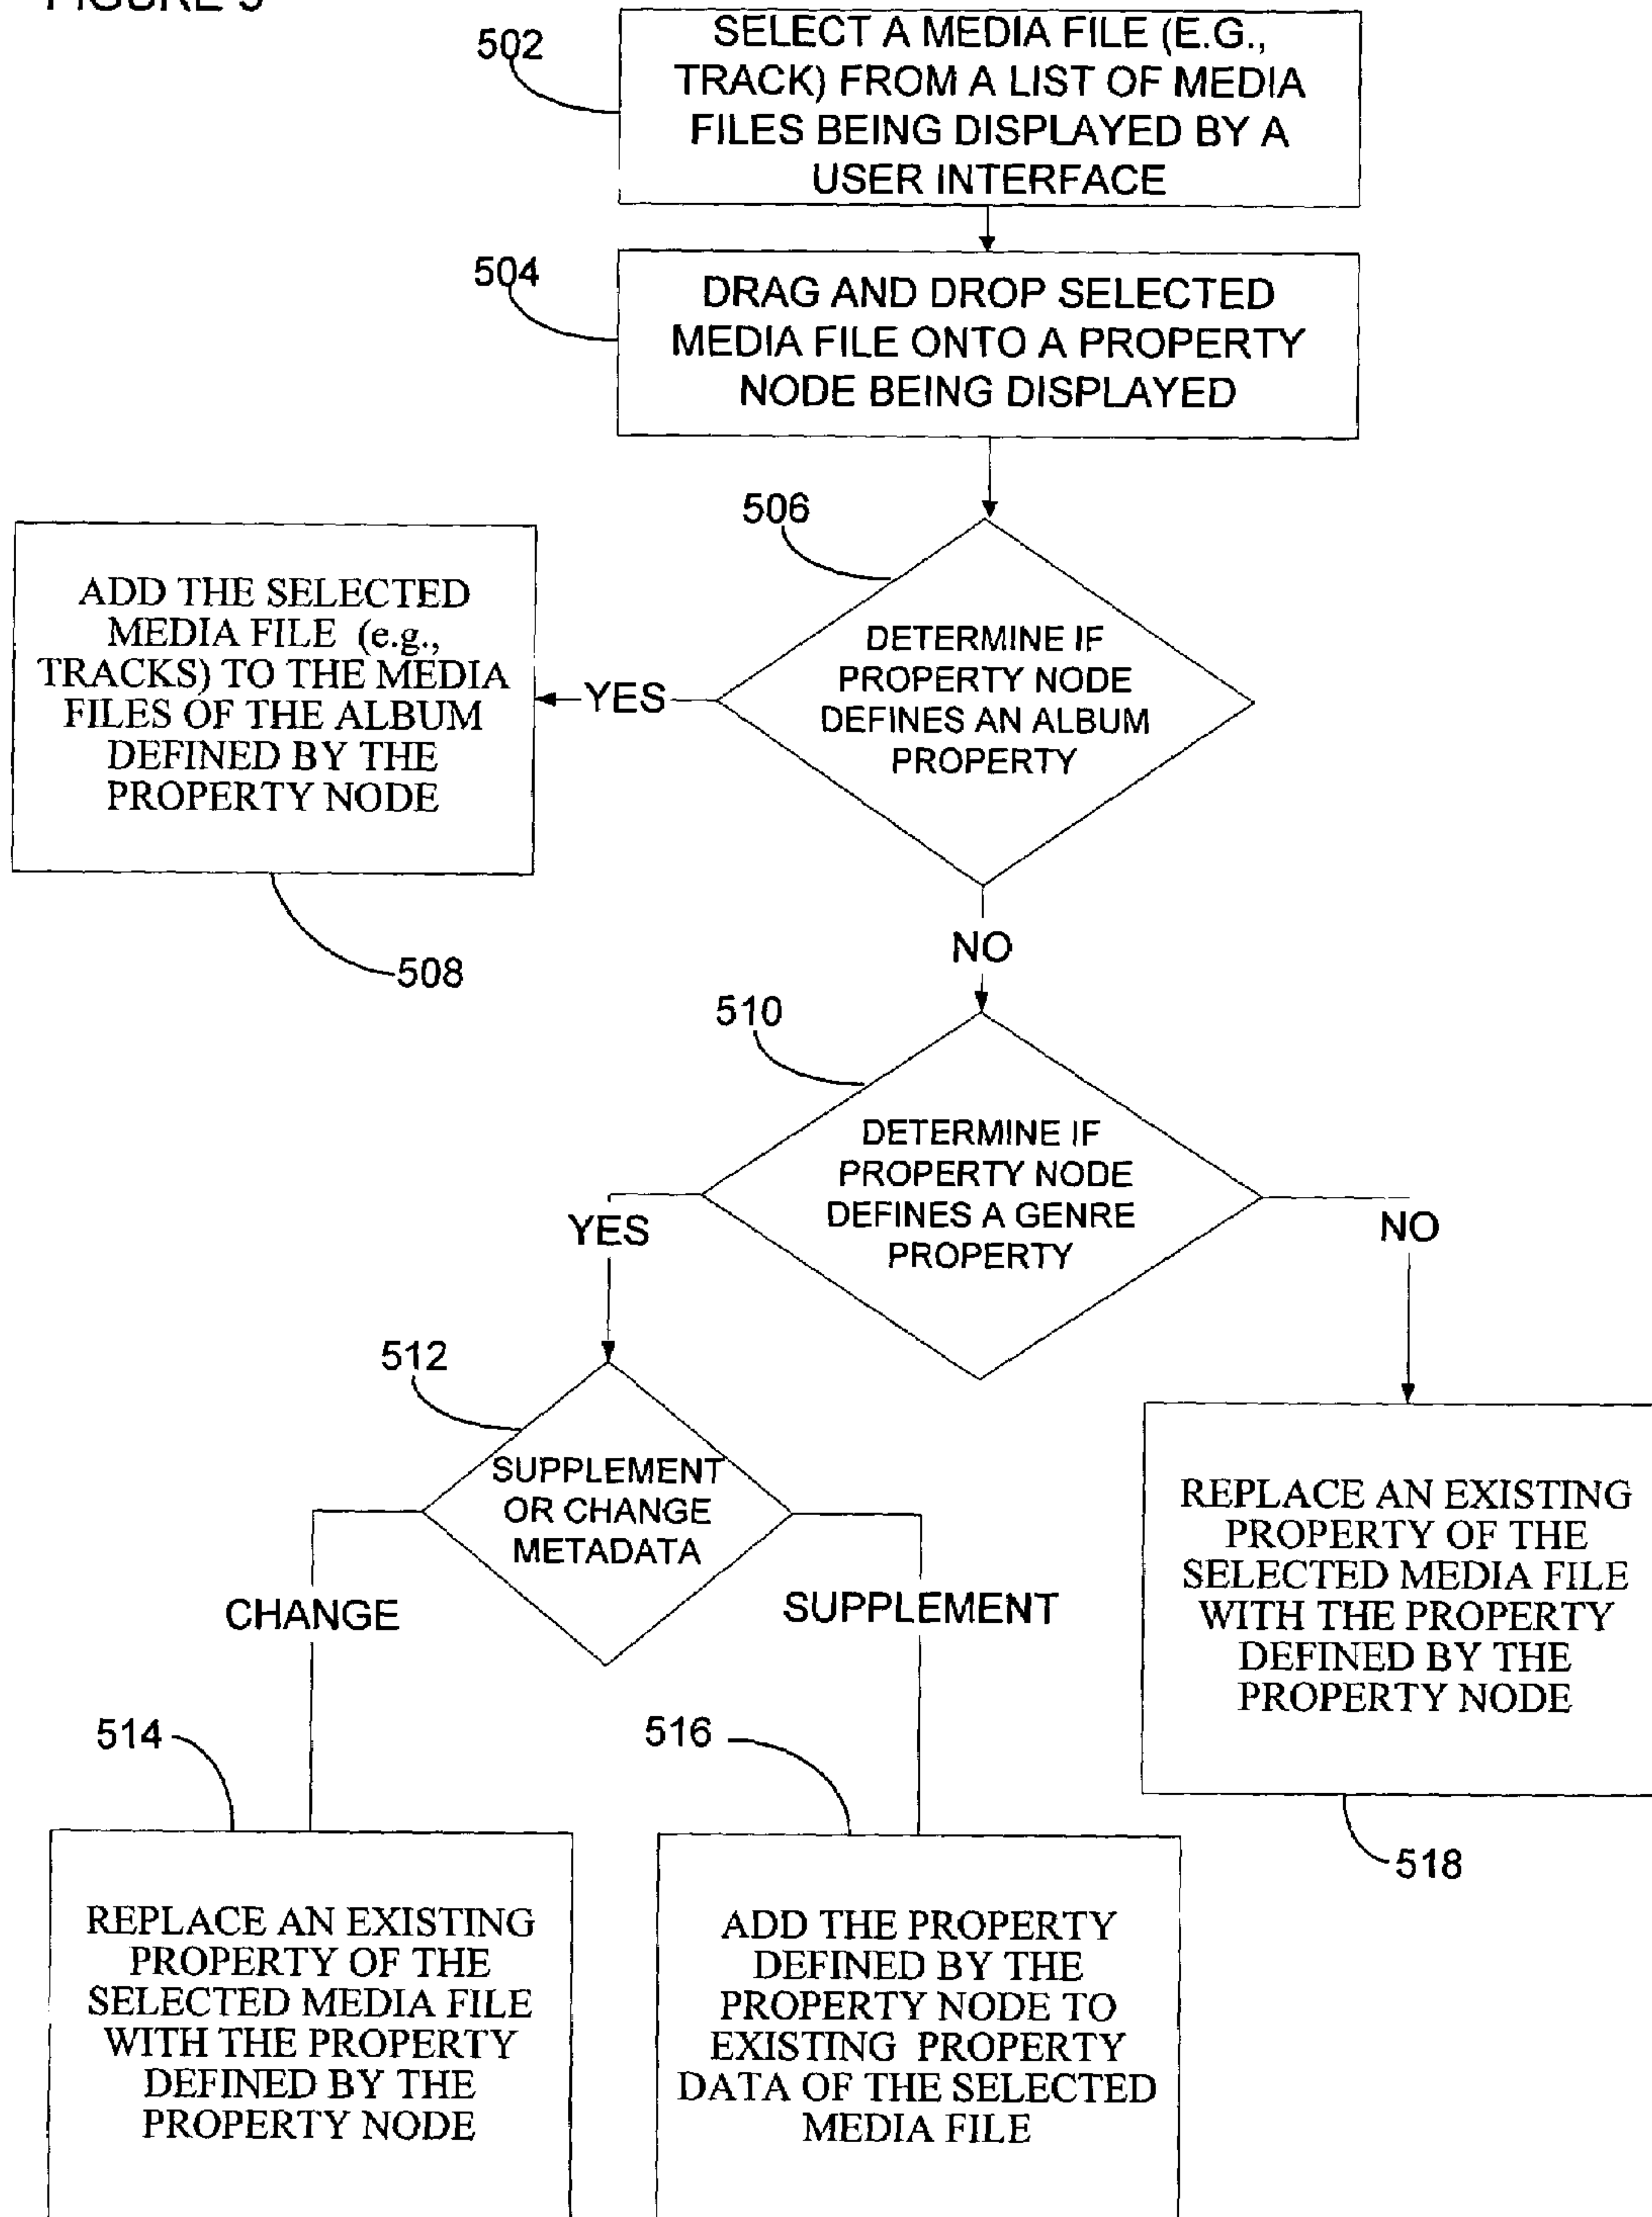 502
SELECT A MEDIA FILE (E.G.,
TRACK) FROM A LIST OF MEDIA
FILES BEING DISPLAYED BY A
USER INTERFACE
504
DRAG AND DROP SELECTED
MEDIA FILE ONTO A PROPERTY
NODE BEING DISPLAYED
506
DETERMINE IF
PROPERTY NODE
DEFINES AN ALBUM
PROPERTY
YES
ADD THE SELECTED
MEDIA FILE (e.g.,
TRACKS) TO THE MEDIA
FILES OF THE ALBUM
DEFINED BY THE
PROPERTY NODE
508
NO
510
DETERMINE IF
PROPERTY NODE
DEFINES A GENRE
PROPERTY
YES
NO
512
SUPPLEMENT
OR CHANGE
METADATA
CHANGE
SUPPLEMENT
REPLACE AN EXISTING
PROPERTY OF THE
SELECTED MEDIA FILE
WITH THE PROPERTY
DEFINED BY THE
PROPERTY NODE
518
514
REPLACE AN EXISTING
PROPERTY OF THE
SELECTED MEDIA FILE
WITH THE PROPERTY
DEFINED BY THE
PROPERTY NODE
516
ADD THE PROPERTY
DEFINED BY THE
PROPERTY NODE TO
EXISTING PROPERTY
DATA OF THE SELECTED
MEDIA FILE